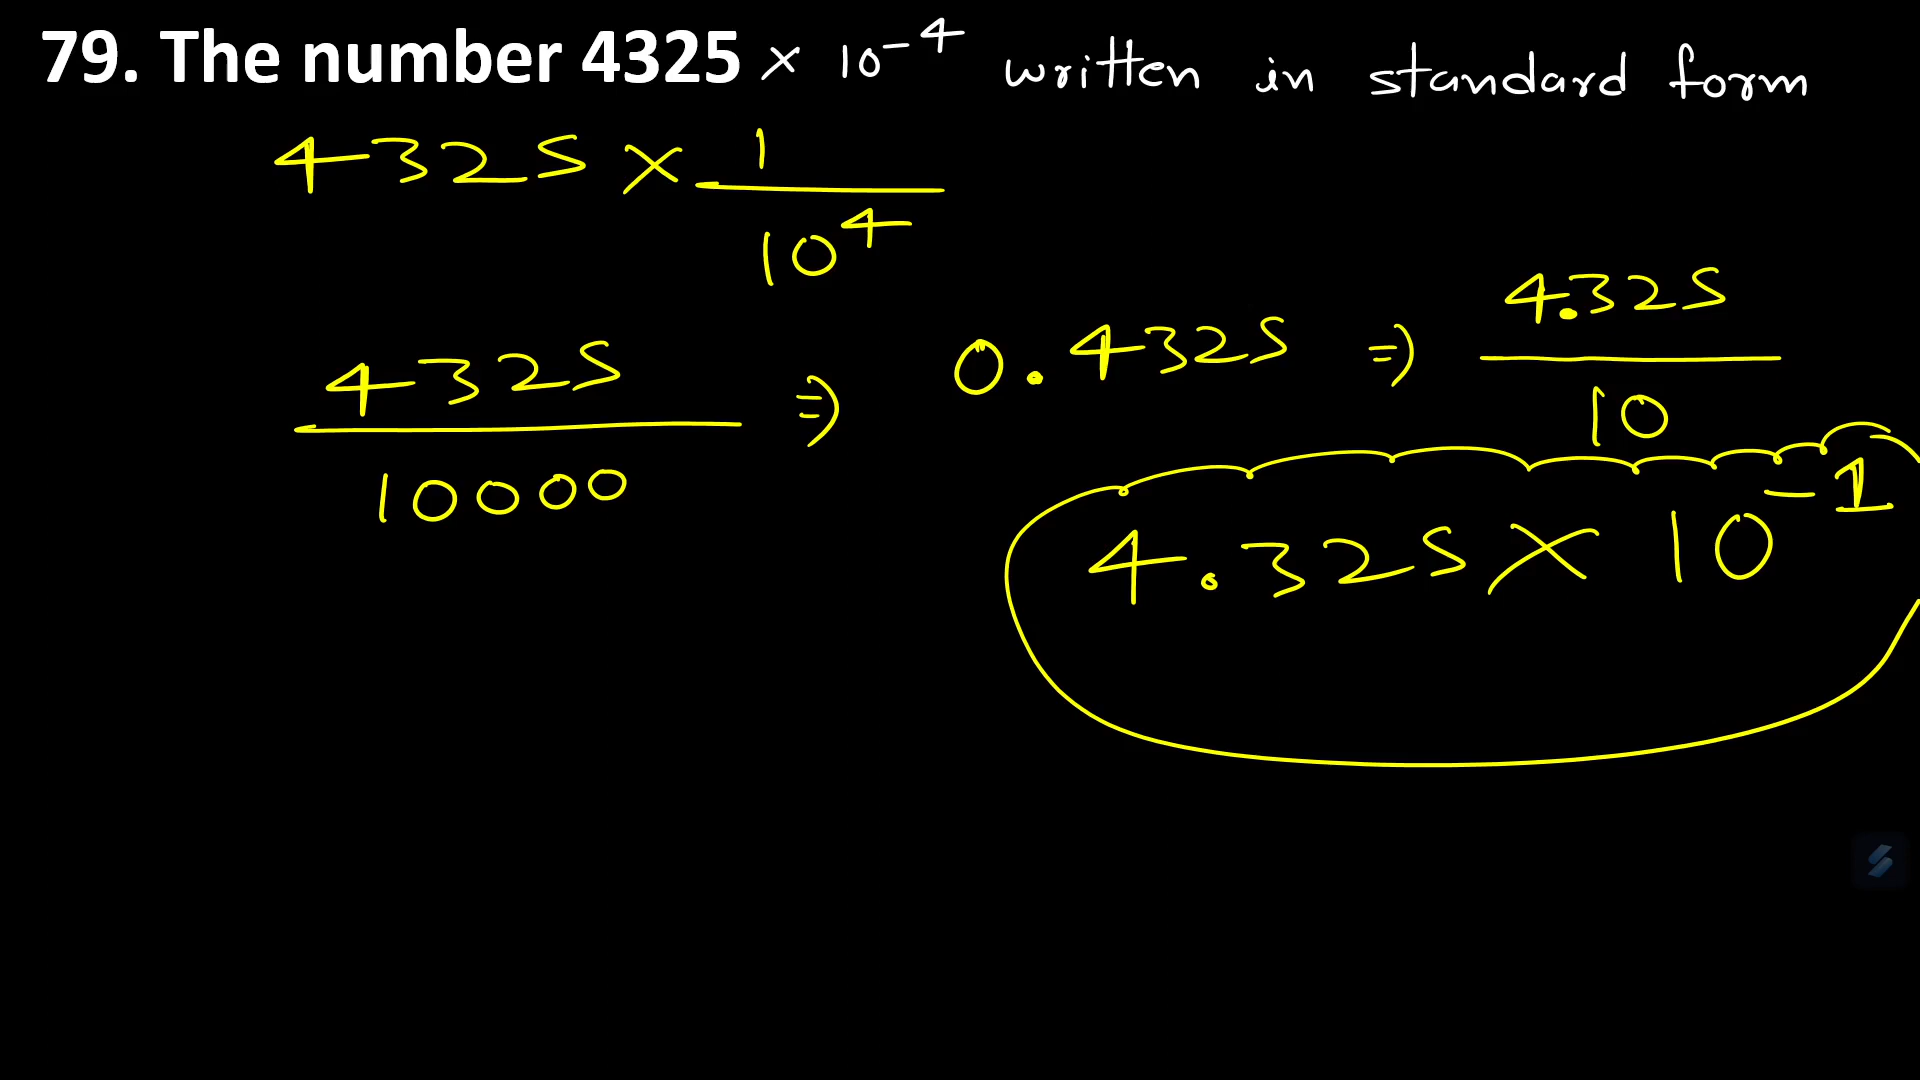 79. The number 4325 × 10⁻⁴ written in standard form
4325 × 1/10⁴
4325/10000 ⇒ 0.4325 ⇒ 4.325/10
4.325 × 10⁻¹